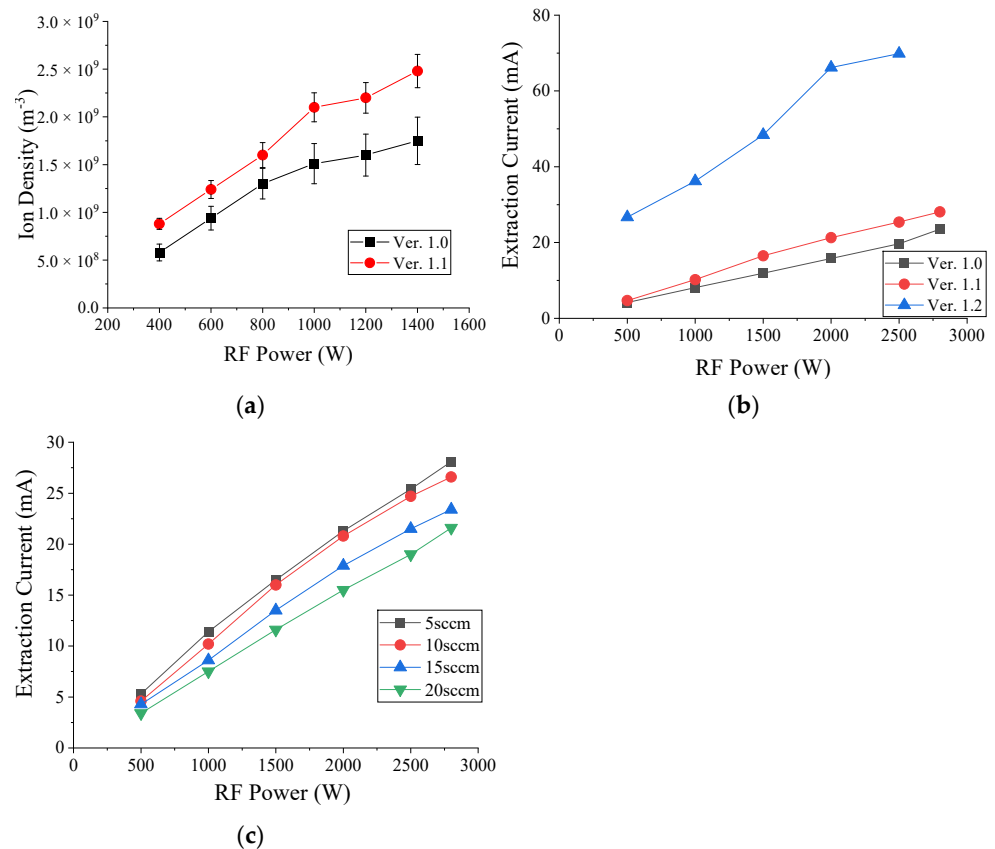 3.0 × 10⁹
2.5 × 10⁹
2.0 × 10⁹
1.5 × 10⁹
1.0 × 10⁹
5.0 × 10⁸
0.0
Ion Density (m⁻³)
Ver. 1.0
Ver. 1.1
200 400 600 800 1000 1200 1400 1600
RF Power (W)
(a)
80
60
40
20
0
Extraction Current (mA)
Ver. 1.0
Ver. 1.1
Ver. 1.2
0 500 1000 1500 2000 2500 3000
RF Power (W)
(b)
30
25
20
15
10
5
0
Extraction Current (mA)
5sccm
10sccm
15sccm
20sccm
0 500 1000 1500 2000 2500 3000
RF Power (W)
(c)